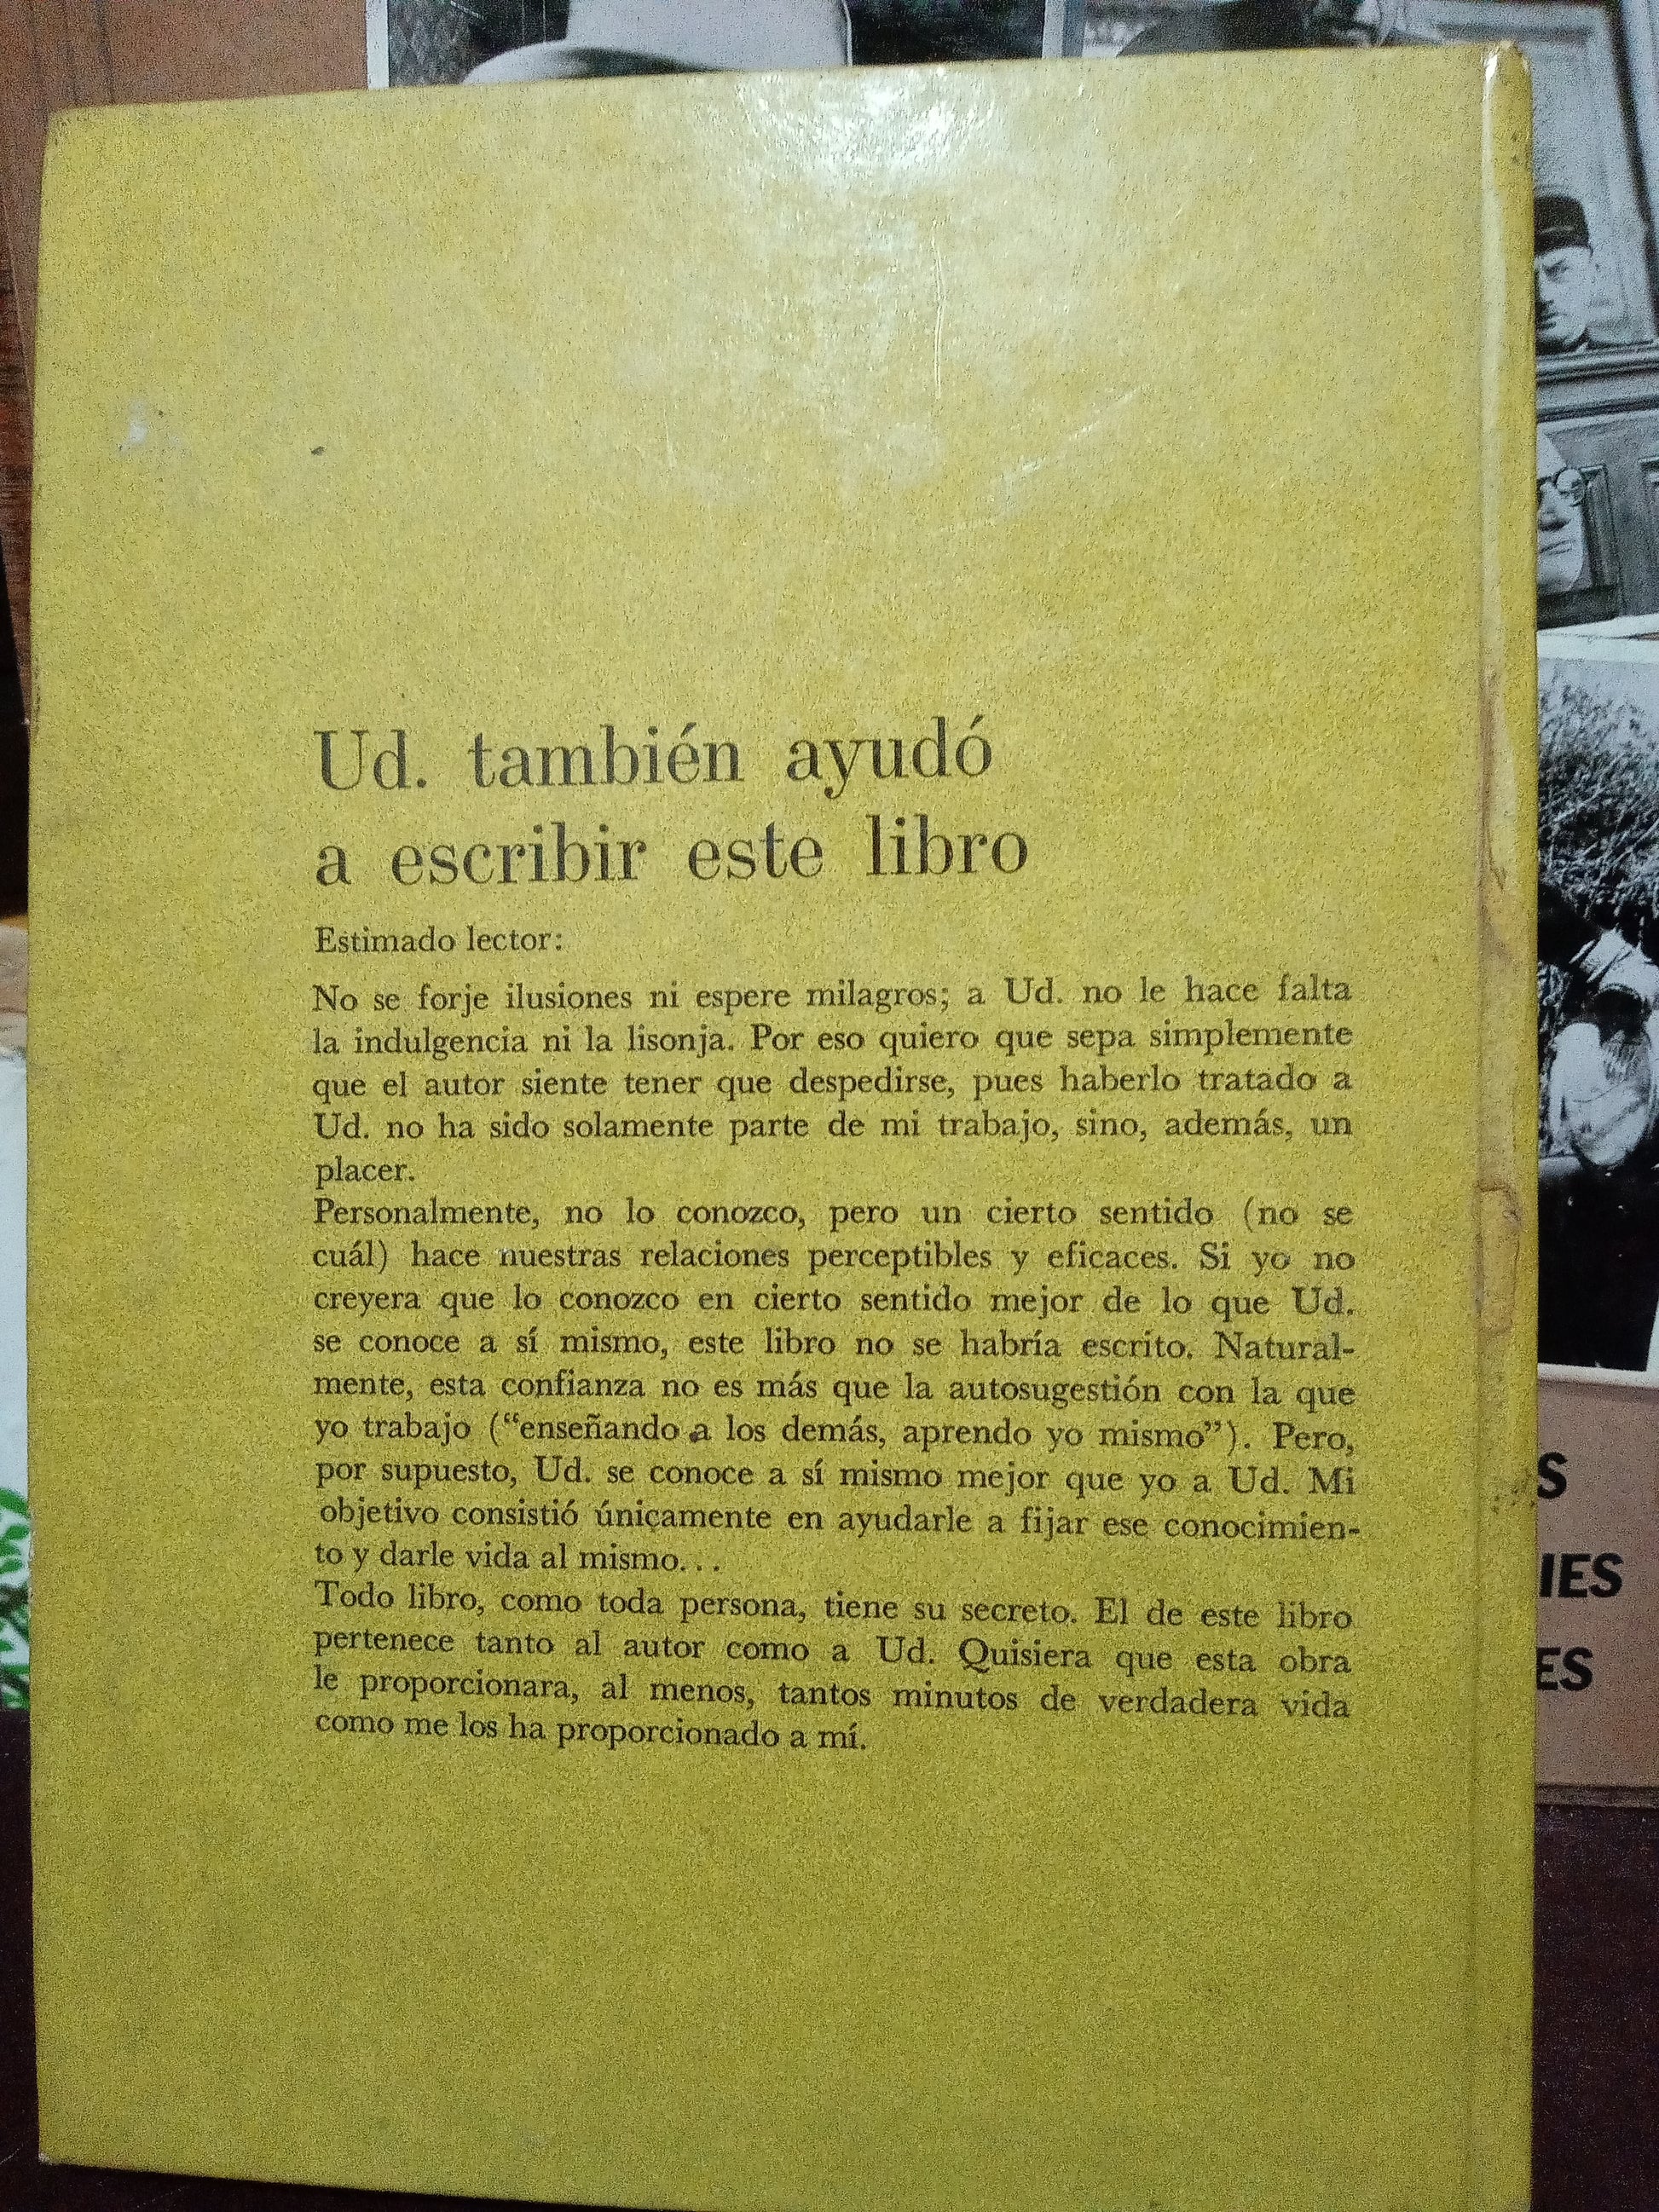 Ud. también ayudó
a escribir este libro
Estimado lector:
No se forje ilusiones ni espere milagros; a Ud. no le hace falta
la indulgencia ni la lisonja. Por eso quiero que sepa simplemente
que el autor siente tener que despedirse, pues haberlo tratado a
Ud. no ha sido solamente parte de mi trabajo, sino, además, un
placer.
Personalmente, no lo conozco, pero un cierto sentido (no se
cuál) hace nuestras relaciones perceptibles y eficaces. Si yo no
creyera que lo conozco en cierto sentido mejor de lo que Ud.
se conoce a sí mismo, este libro no se habría escrito. Natural-
mente, esta confianza no es más que la autosugestión con la que
yo trabajo (“enseñando a los demás, aprendo yo mismo”). Pero,
por supuesto, Ud. se conoce a sí mismo mejor que yo a Ud. Mi
objetivo consistió únicamente en ayudarle a fijar ese conocimien-
to y darle vida al mismo...
Todo libro, como toda persona, tiene su secreto. El de este libro
pertenece tanto al autor como a Ud. Quisiera que esta obra
le proporcionara, al menos, tantos minutos de verdadera vida
como me los ha proporcionado a mí.
S
IES
ES